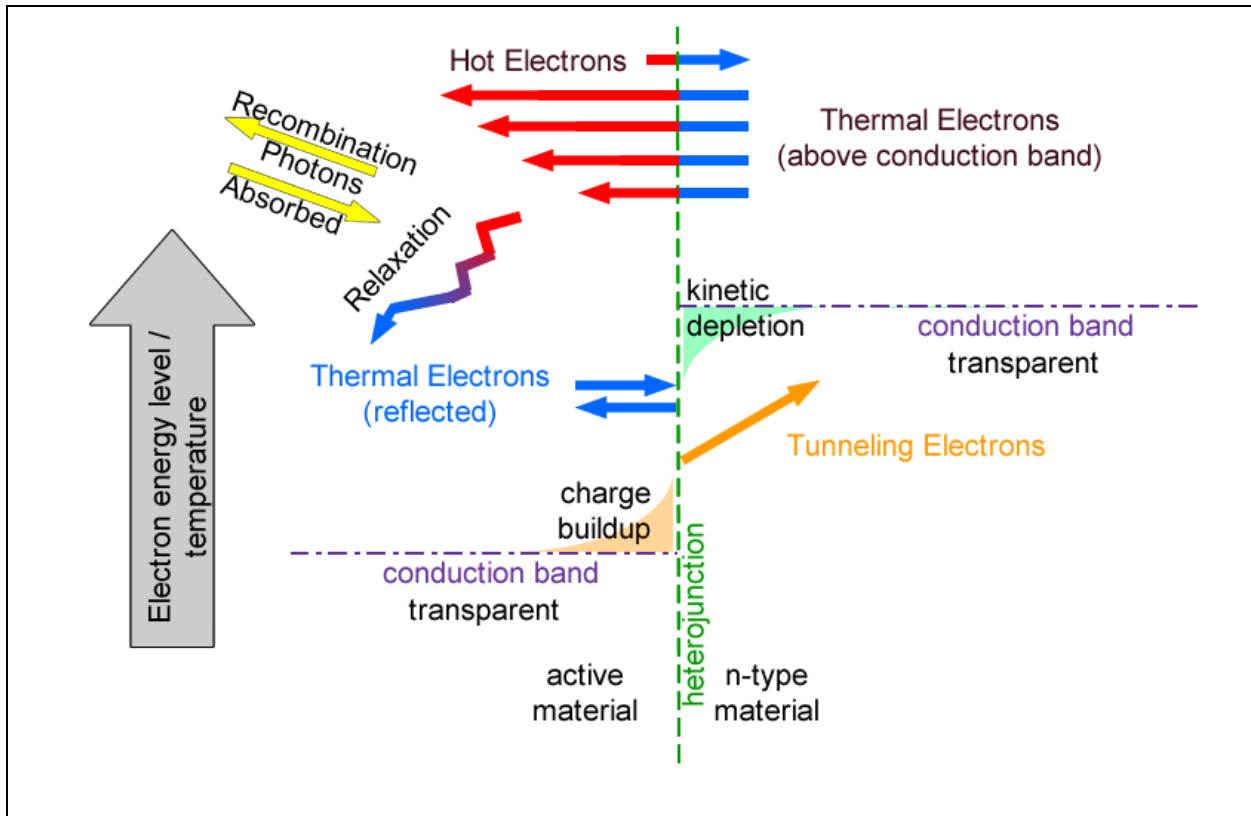 Hot Electrons
Recombination
Photons
Absorbed
Thermal Electrons
(above conduction band)
Relaxation
kinetic
depletion
conduction band
transparent
Electron energy level /
temperature
Thermal Electrons
(reflected)
Tunneling Electrons
charge
buildup
conduction band
transparent
heterojunction
active
material
n-type
material